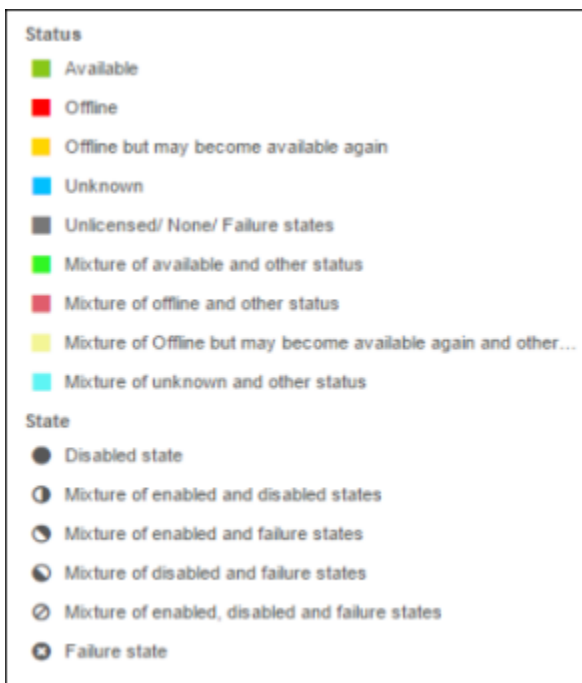 Status
Available
Offline
Offline but may become available again
Unknown
Unlicensed/ None/ Failure states
Mixture of available and other status
Mixture of offline and other status
Mixture of Offline but may become available again and other...
Mixture of unknown and other status
State
Disabled state
Mixture of enabled and disabled states
Mixture of enabled and failure states
Mixture of disabled and failure states
Mixture of enabled, disabled and failure states
Failure state